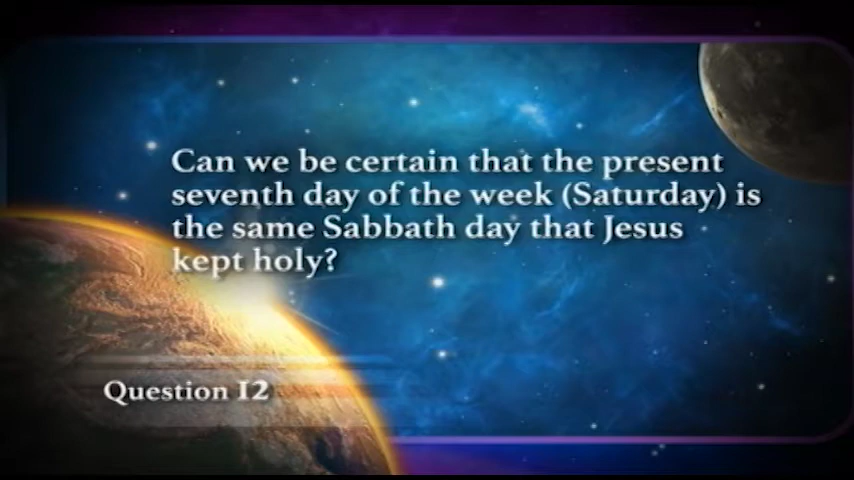 Can we be certain that the present
seventh day of the week (Saturday) is
the same Sabbath day that Jesus
kept holy?
Question 12